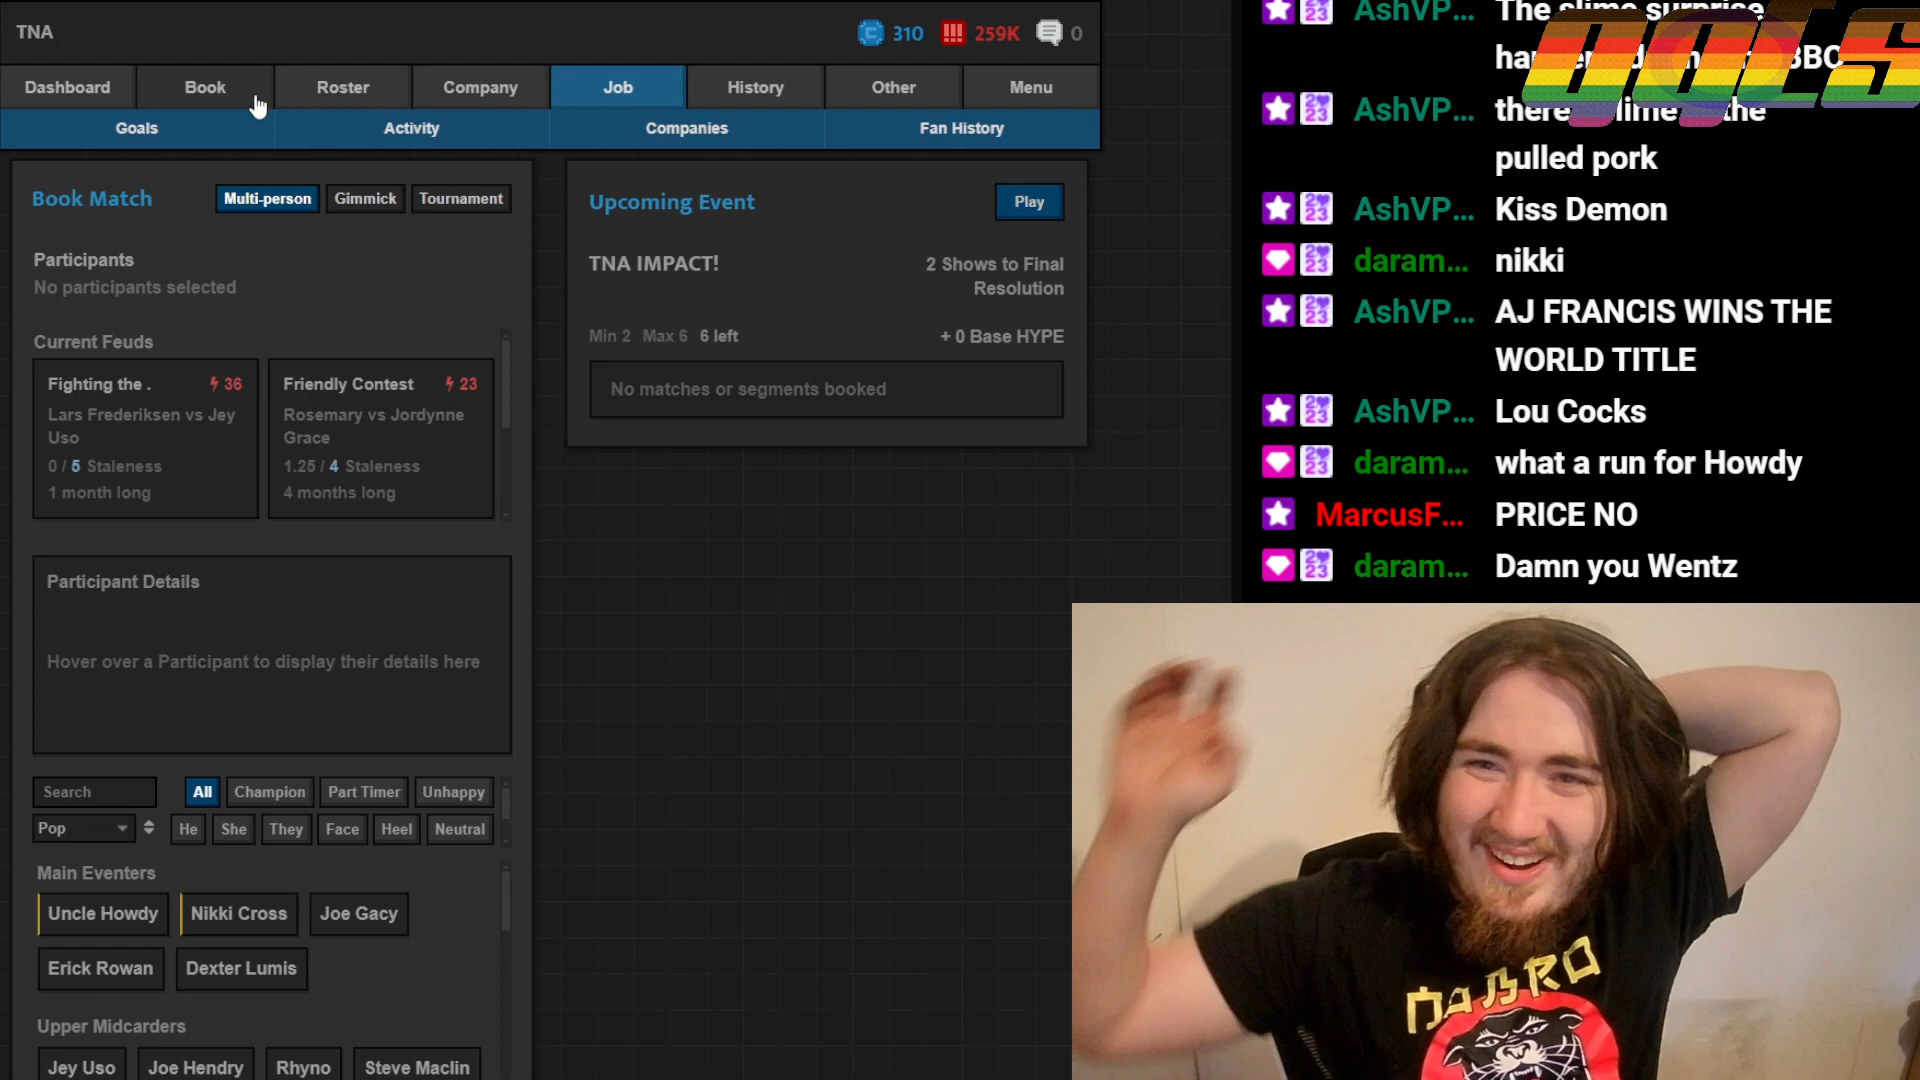 TNA
310
259K
0
Dashboard
Book
Roster
Company
Job
History
Other
Menu
Goals
Activity
Companies
Fan History
Book Match
Multi-person
Gimmick
Tournament
Participants
No participants selected
Current Feuds
Fighting the .
36
Lars Frederiksen vs Jey
Uso
0 / 5 Staleness
1 month long
Friendly Contest
23
Rosemary vs Jordynne
Grace
1.25 / 4 Staleness
4 months long
Participant Details
Hover over a Participant to display their details here
Search
All
Champion
Part Timer
Unhappy
Pop
He
She
They
Face
Heel
Neutral
Main Eventers
Uncle Howdy
Nikki Cross
Joe Gacy
Erick Rowan
Dexter Lumis
Upper Midcarders
Jey Uso
Joe Hendry
Rhyno
Steve Maclin
Upcoming Event
Play
TNA IMPACT!
2 Shows to Final
Resolution
Min 2 Max 6 6 left
+ 0 Base HYPE
No matches or segments booked
AshVP... The slime surprise
AshVP... there
the
pulled pork
AshVP... Kiss Demon
daram... nikki
AshVP... AJ FRANCIS WINS THE
WORLD TITLE
AshVP... Lou Cocks
daram... what a run for Howdy
MarcusF... PRICE NO
daram... Damn you Wentz